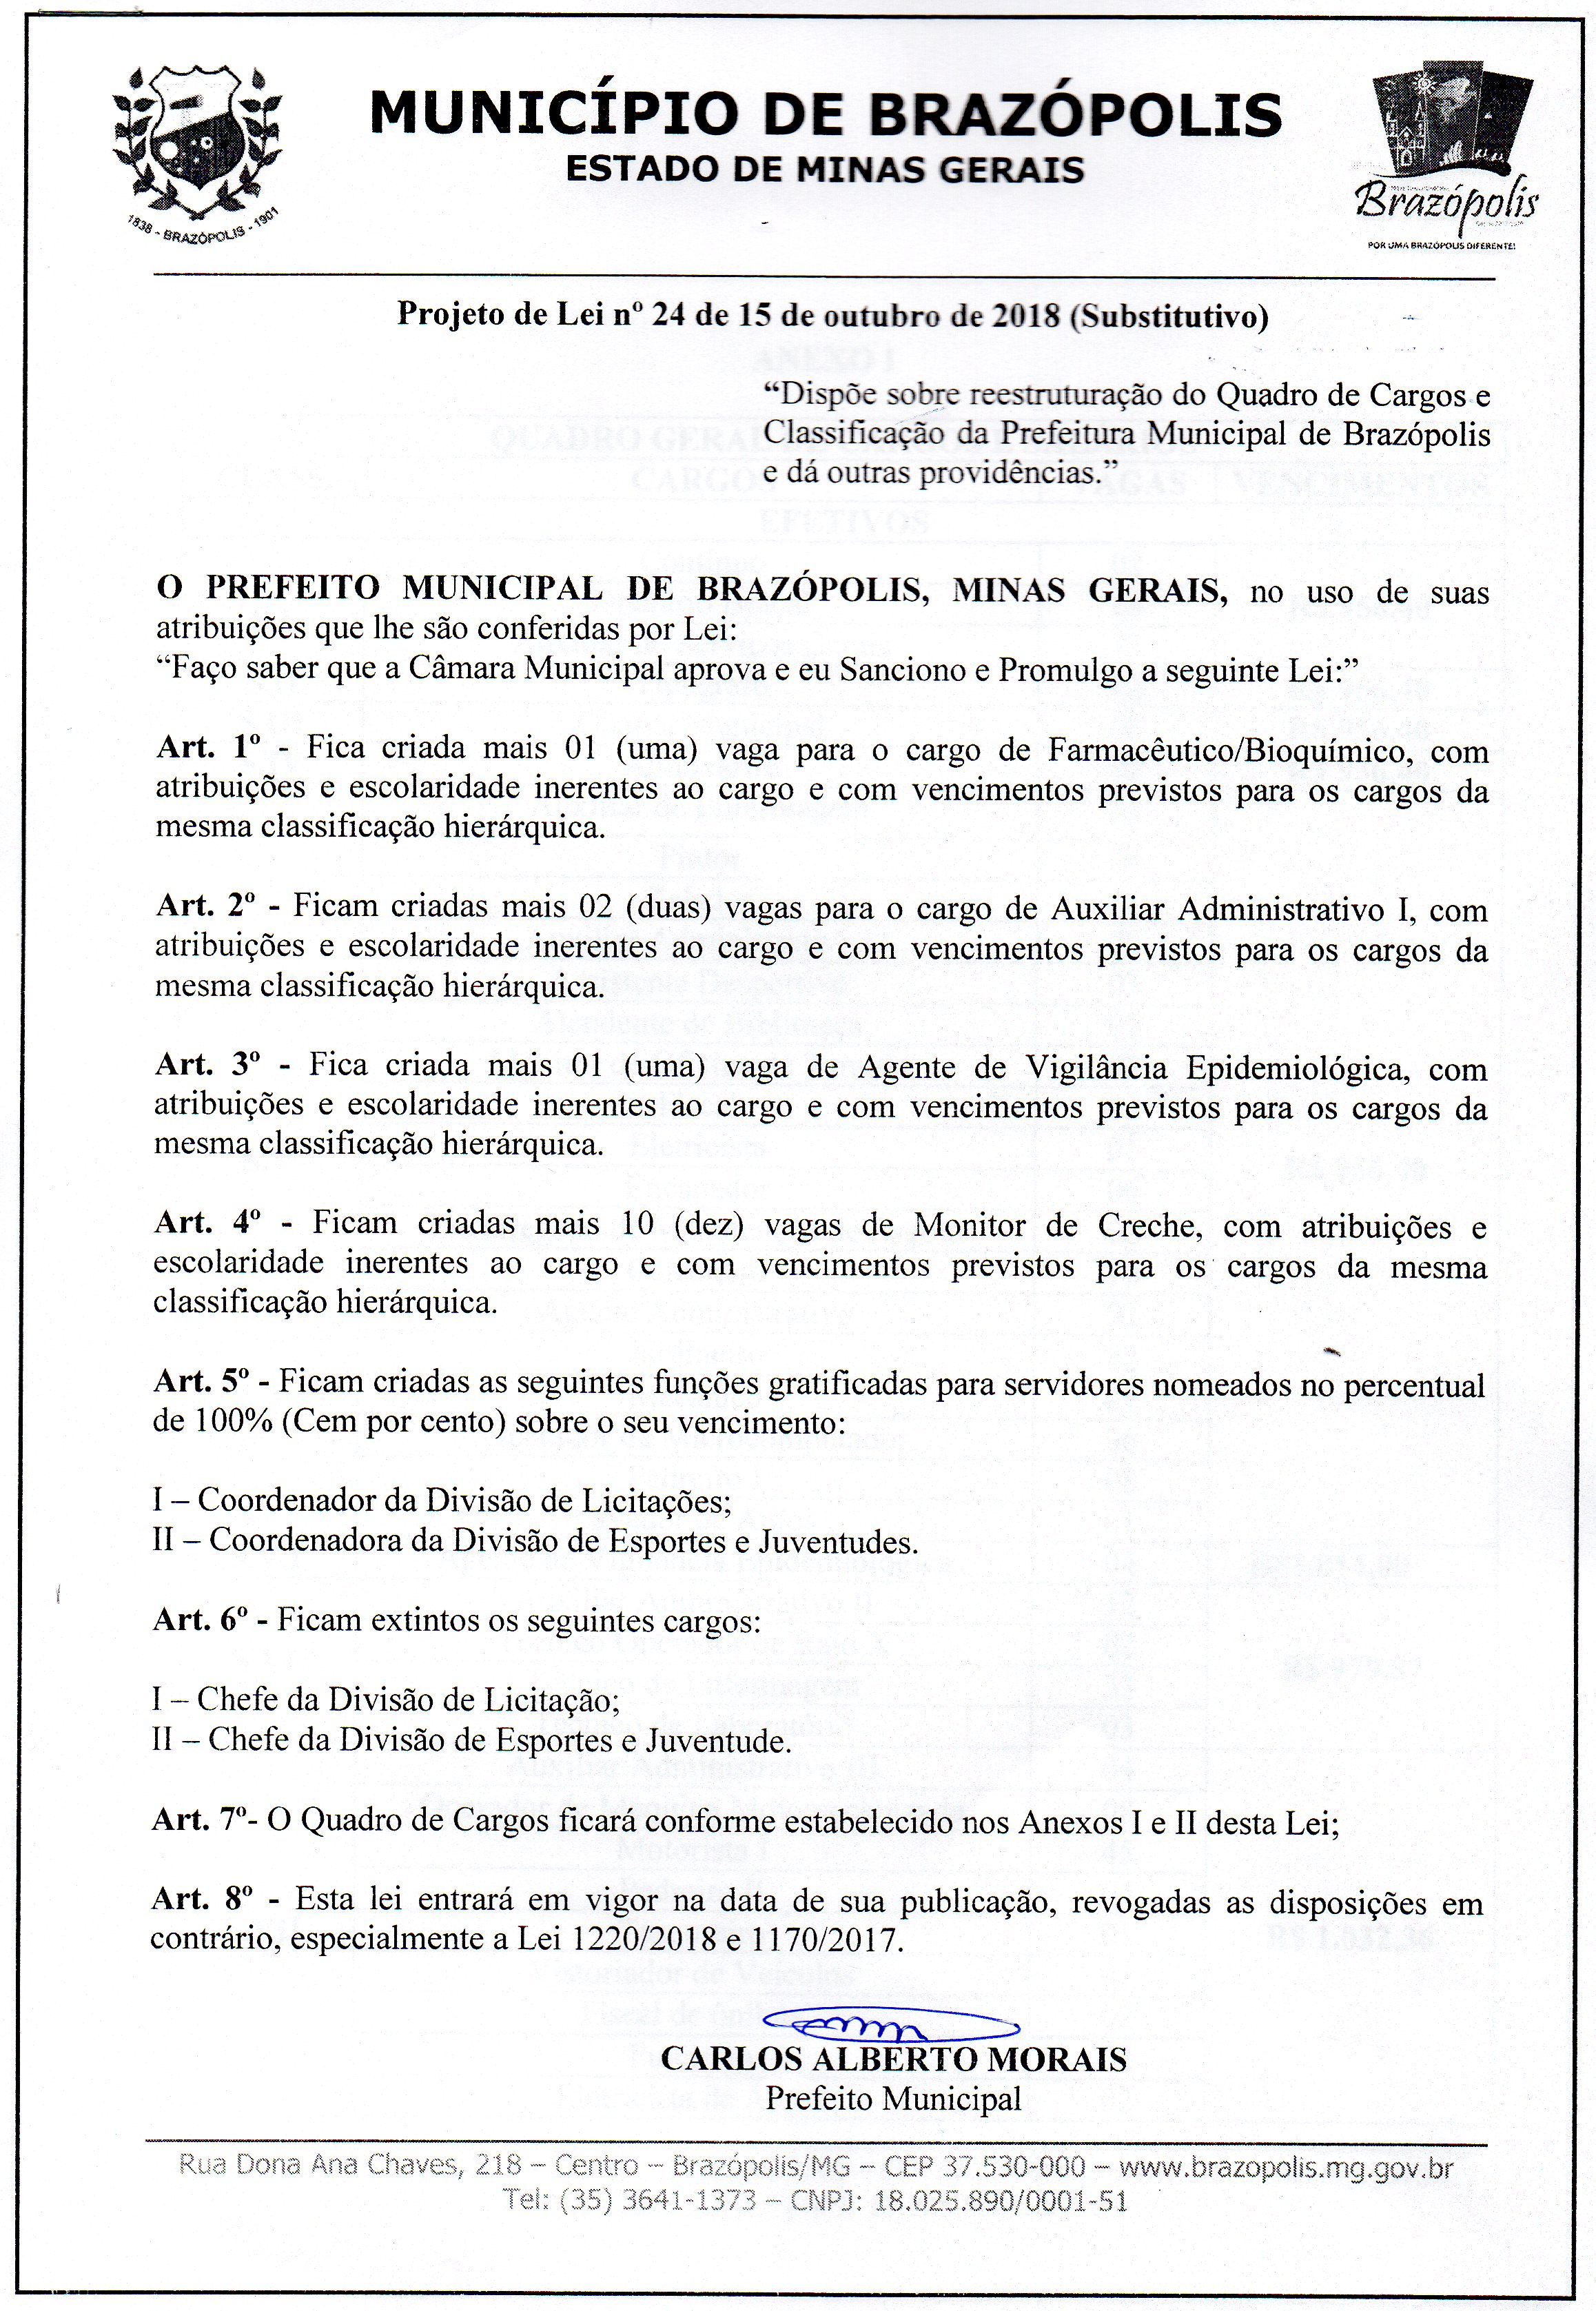 MUNICÍPIO DE BRAZÓPOLIS
ESTADO DE MINAS GERAIS
1838 - BRAZÓPOLIS - 1901
Brazópolis
POR UMA BRAZÓPOLIS DIFERENTE!
Projeto de Lei nº 24 de 15 de outubro de 2018 (Substitutivo)
“Dispõe sobre reestruturação do Quadro de Cargos e
Classificação da Prefeitura Municipal de Brazópolis
e dá outras providências.”
O PREFEITO MUNICIPAL DE BRAZÓPOLIS, MINAS GERAIS, no uso de suas
atribuições que lhe são conferidas por Lei:
“Faço saber que a Câmara Municipal aprova e eu Sanciono e Promulgo a seguinte Lei:”
Art. 1º - Fica criada mais 01 (uma) vaga para o cargo de Farmacêutico/Bioquímico, com
atribuições e escolaridade inerentes ao cargo e com vencimentos previstos para os cargos da
mesma classificação hierárquica.
Art. 2º - Ficam criadas mais 02 (duas) vagas para o cargo de Auxiliar Administrativo I, com
atribuições e escolaridade inerentes ao cargo e com vencimentos previstos para os cargos da
mesma classificação hierárquica.
Art. 3º - Fica criada mais 01 (uma) vaga de Agente de Vigilância Epidemiológica, com
atribuições e escolaridade inerentes ao cargo e com vencimentos previstos para os cargos da
mesma classificação hierárquica.
Art. 4º - Ficam criadas mais 10 (dez) vagas de Monitor de Creche, com atribuições e
escolaridade inerentes ao cargo e com vencimentos previstos para os cargos da mesma
classificação hierárquica.
Art. 5º - Ficam criadas as seguintes funções gratificadas para servidores nomeados no percentual
de 100% (Cem por cento) sobre o seu vencimento:
I – Coordenador da Divisão de Licitações;
II – Coordenadora da Divisão de Esportes e Juventudes.
Art. 6º - Ficam extintos os seguintes cargos:
I – Chefe da Divisão de Licitação;
II – Chefe da Divisão de Esportes e Juventude.
Art. 7º- O Quadro de Cargos ficará conforme estabelecido nos Anexos I e II desta Lei;
Art. 8º - Esta lei entrará em vigor na data de sua publicação, revogadas as disposições em
contrário, especialmente a Lei 1220/2018 e 1170/2017.
CARLOS ALBERTO MORAIS
Prefeito Municipal
Rua Dona Ana Chaves, 218 – Centro – Brazópolis/MG – CEP 37.530-000 – www.brazopolis.mg.gov.br
Tel: (35) 3641-1373 – CNPJ: 18.025.890/0001-51